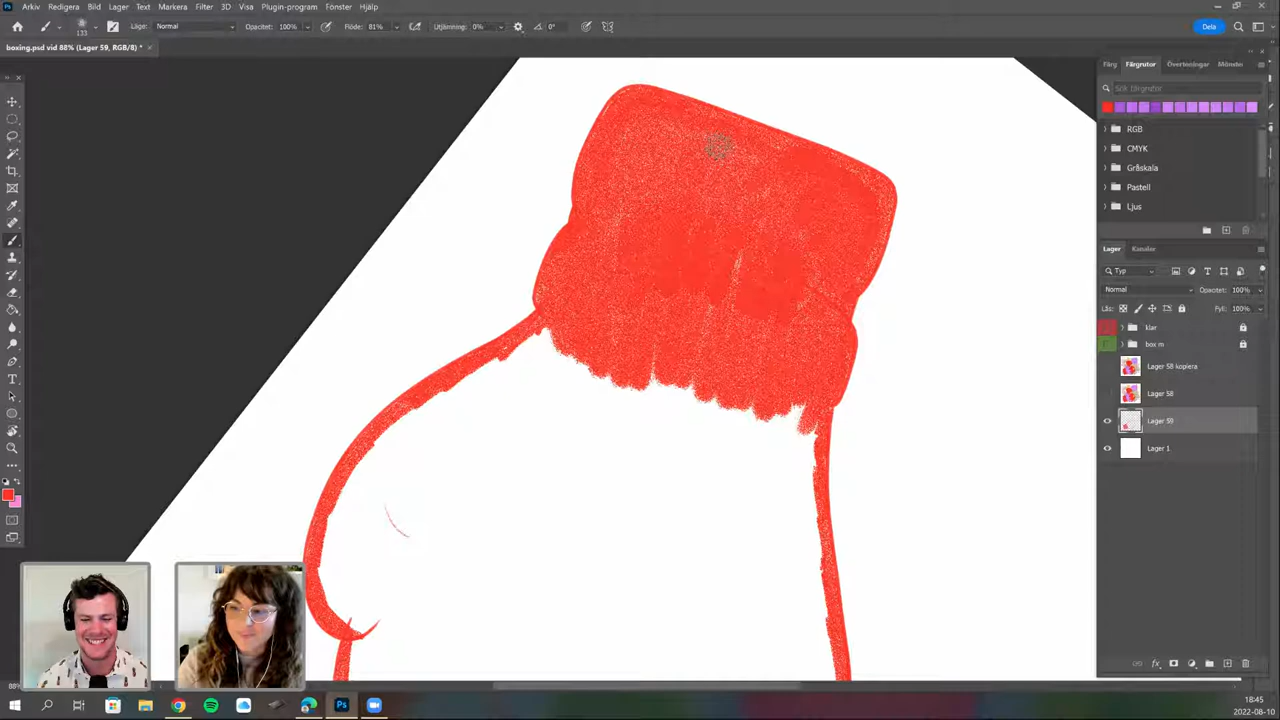 Arkiv Redigera Bild Lager Text Markera Filter 3D Visa Plugin-program Fönster Hjälp
133 Läge: Normal Opacitet: 100% Flöde: 81% Utjämning: 0% 0° Dela
boxing.psd vid 88% (Lager 59, RGB/8) *
Färg Färgrutor Övertoningar Mönster
Sök färgrutor
RGB
CMYK
Gråskala
Pastell
Ljus
Lager Kanaler
Typ
Normal Opacitet: 100%
Lås: Fyll: 100%
klar
box m
Lager 58 kopiera
Lager 58
Lager 59
Lager 1
fx
Ps
18:45
2022-08-10